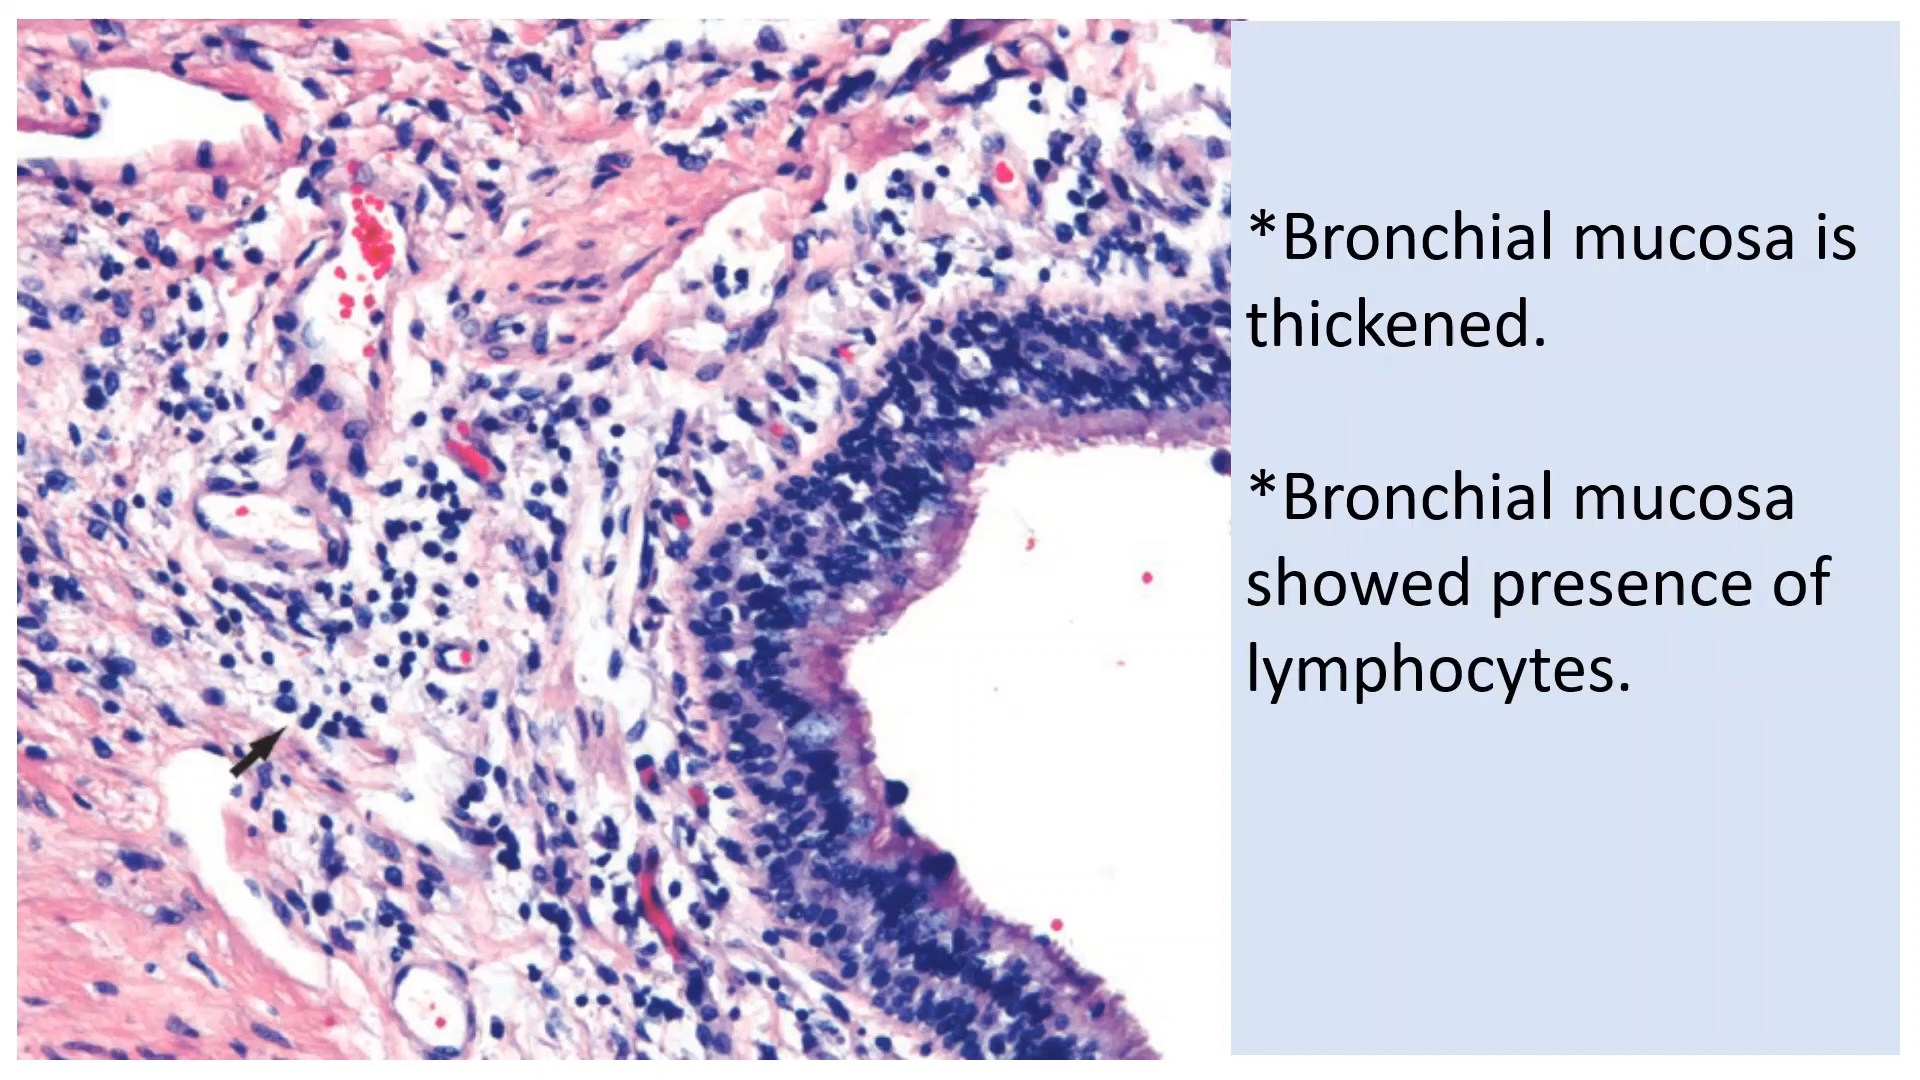 *Bronchial mucosa is
thickened.
*Bronchial mucosa
showed presence of
lymphocytes.